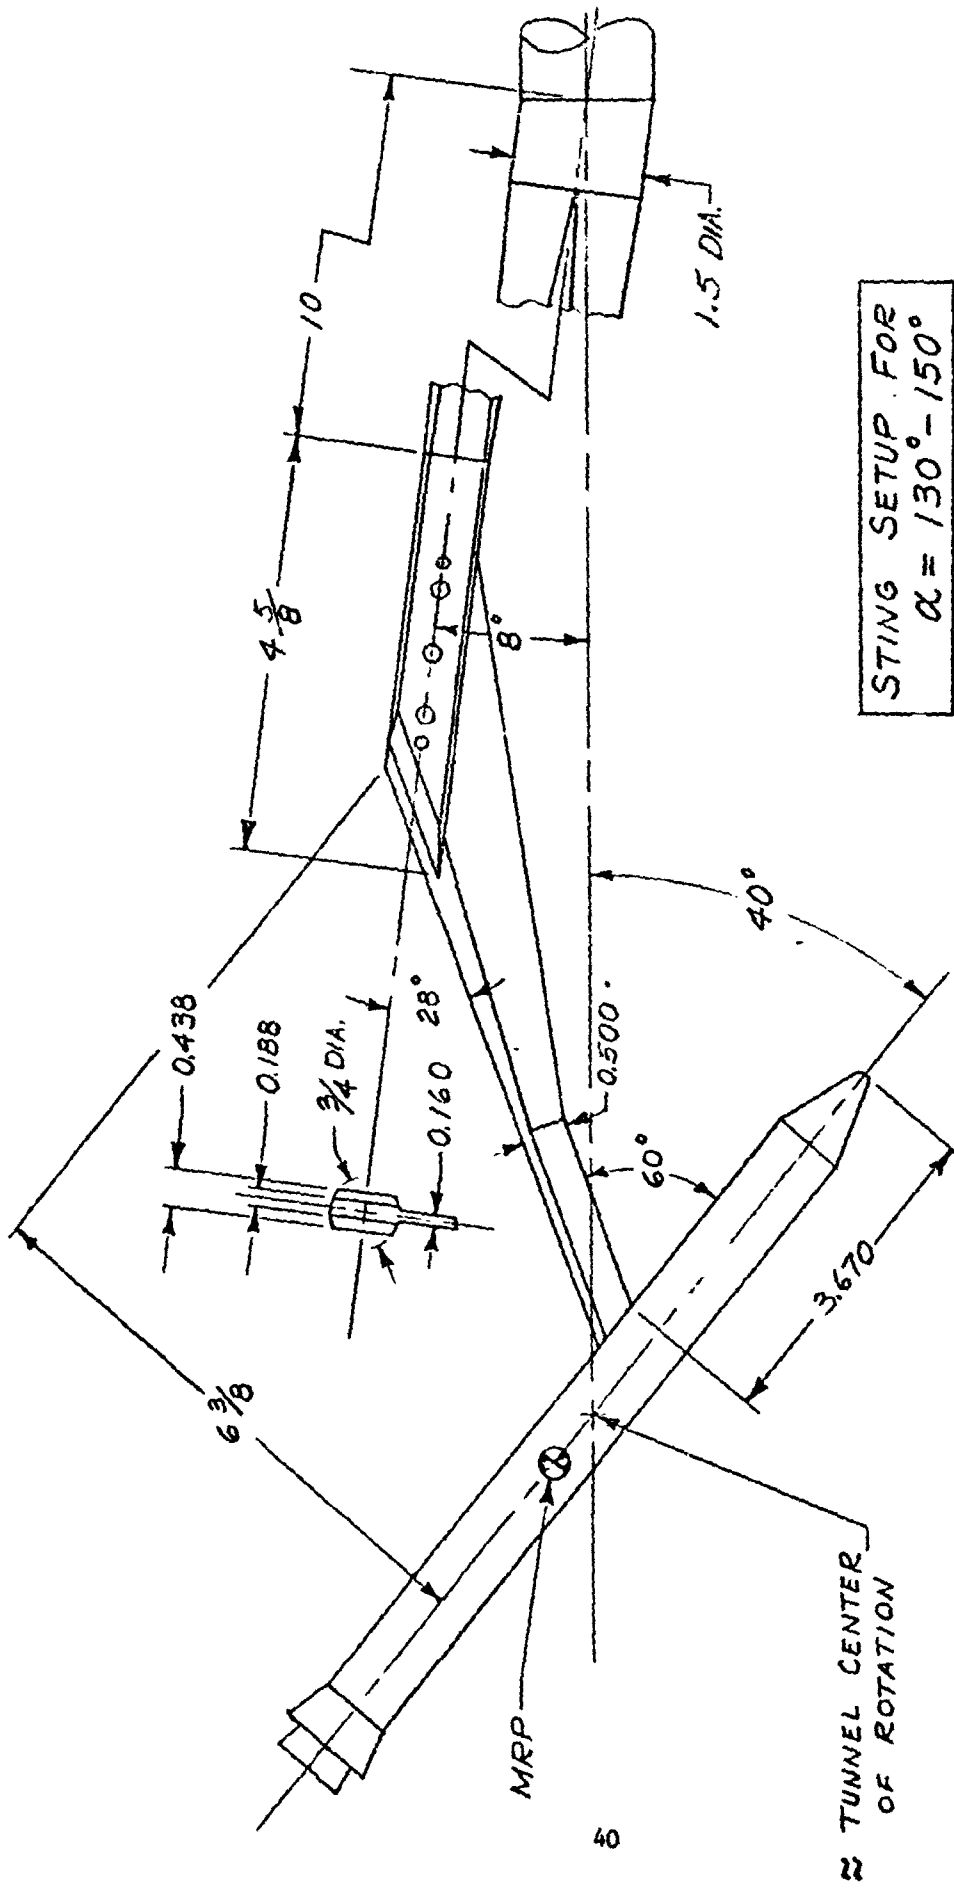 10
4 5/8
1.5 DIA.
8°
0.438
0.188
3/4 DIA.
0.160
28°
40°
0.500
60°
6 3/8
3.670
MRP
≈ TUNNEL CENTER
OF ROTATION
STING SETUP FOR
α = 130° - 150°
40